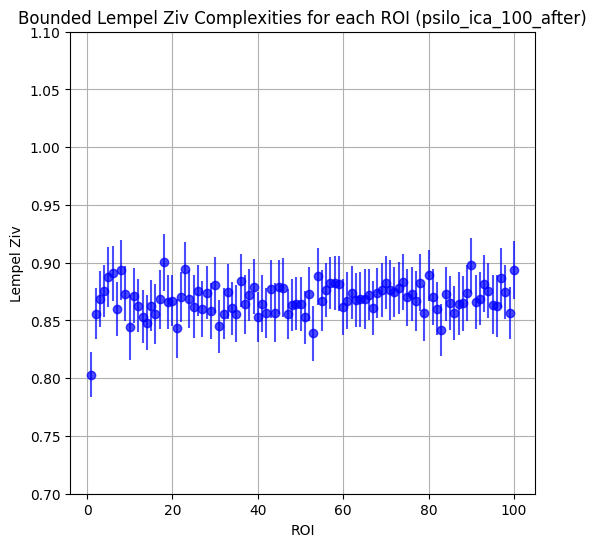 Bounded Lempel Ziv Complexities for each ROI (psilo_ica_100_after)
1.10
1.05
1.00
0.95
0.90
0.85
0.80
0.75
0.70
Lempel Ziv
0 20 40 60 80 100
ROI